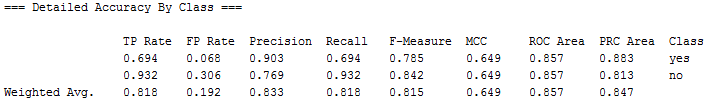 === Detailed Accuracy By Class ===
TP Rate FP Rate Precision Recall F-Measure MCC ROC Area PRC Area Class
0.694 0.068 0.903 0.694 0.785 0.649 0.857 0.883 yes
0.932 0.306 0.769 0.932 0.842 0.649 0.857 0.813 no
Weighted Avg. 0.818 0.192 0.833 0.818 0.815 0.649 0.857 0.847